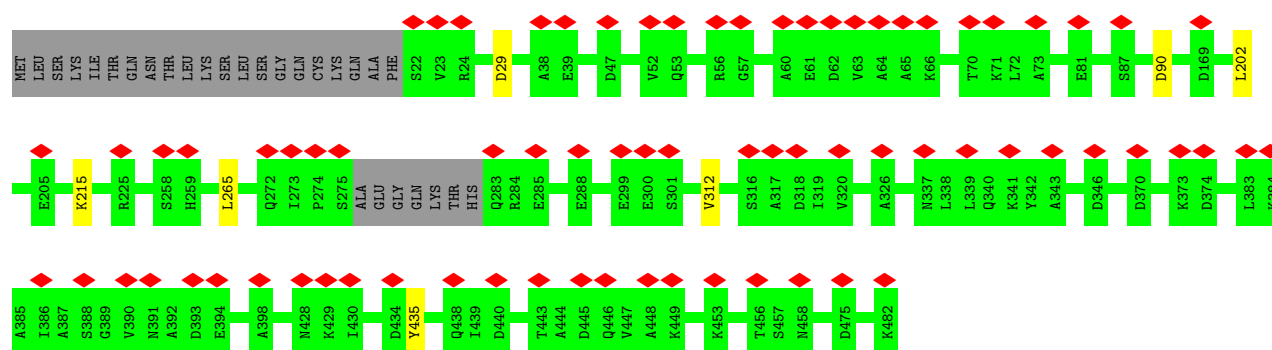 MET LEU SER LYS ILE THR GLN ASN THR LEU LYS SER LEU SER GLY GLN CYS LYS GLN ALA PHE S22 V23 R24 D29 A38 E39 D47 V52 Q53 R56 G57 A60 E61 D62 V63 A64 A65 K66 T70 K71 L72 A73 E81 S87 D90 D169 L202
E205 K215 R225 S258 H259 L265 Q272 I273 P274 S275 ALA GLU GLY GLN LYS THR HIS Q283 R284 E285 E288 E299 E300 S301 V312 S316 A317 D318 I319 V320 A326 N337 L338 L339 Q340 K341 Y342 A343 D346 D370 K373 D374 L383 K384
A385 I386 A387 S388 G389 V390 N391 A392 D393 E394 A398 N428 K429 I430 D434 Y435 Q438 I439 D440 T443 A444 D445 Q446 V447 A448 K449 K453 T456 S457 N458 D475 K482